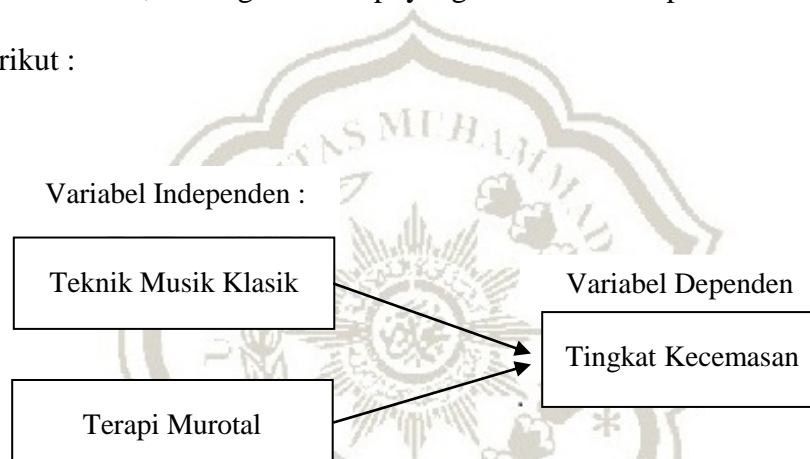 rikut :
Variabel Independen :
Teknik Musik Klasik
Variabel Dependen
Tingkat Kecemasan
Terapi Murotal